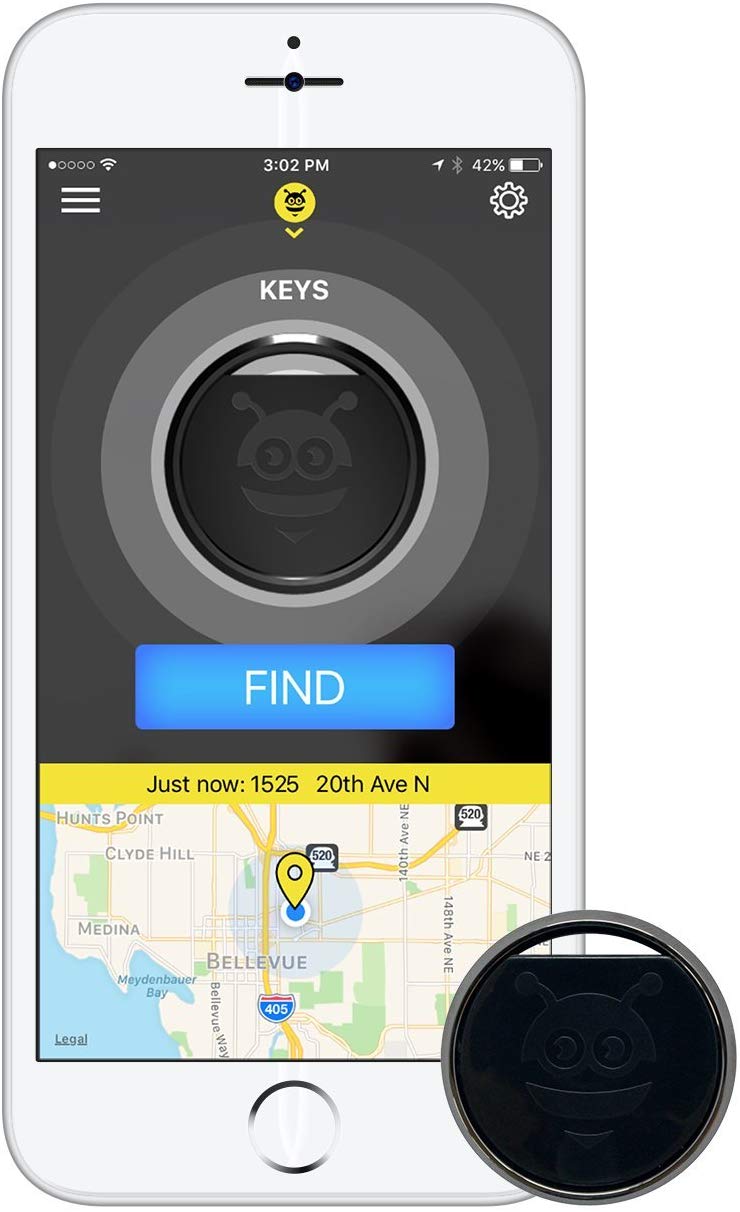 3:02 PM
42%
KEYS
FIND
Just now: 1525 20th Ave N
HUNTS POINT
520
140th Ave NE
CLYDE HILL
520
NE 2
148th Ave NE
MEDINA
BELLEVUE
Meydenbauer
Bay
Bellevue Way
405
Legal